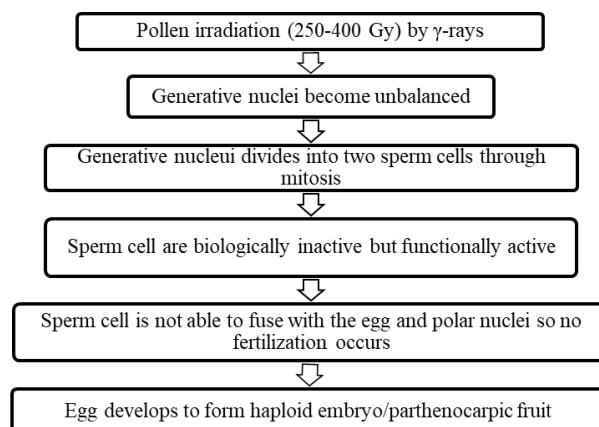 Pollen irradiation (250-400 Gy) by γ-rays
Generative nuclei become unbalanced
Generative nucleui divides into two sperm cells through
mitosis
Sperm cell are biologically inactive but functionally active
Sperm cell is not able to fuse with the egg and polar nuclei so no
fertilization occurs
Egg develops to form haploid embryo/parthenocarpic fruit